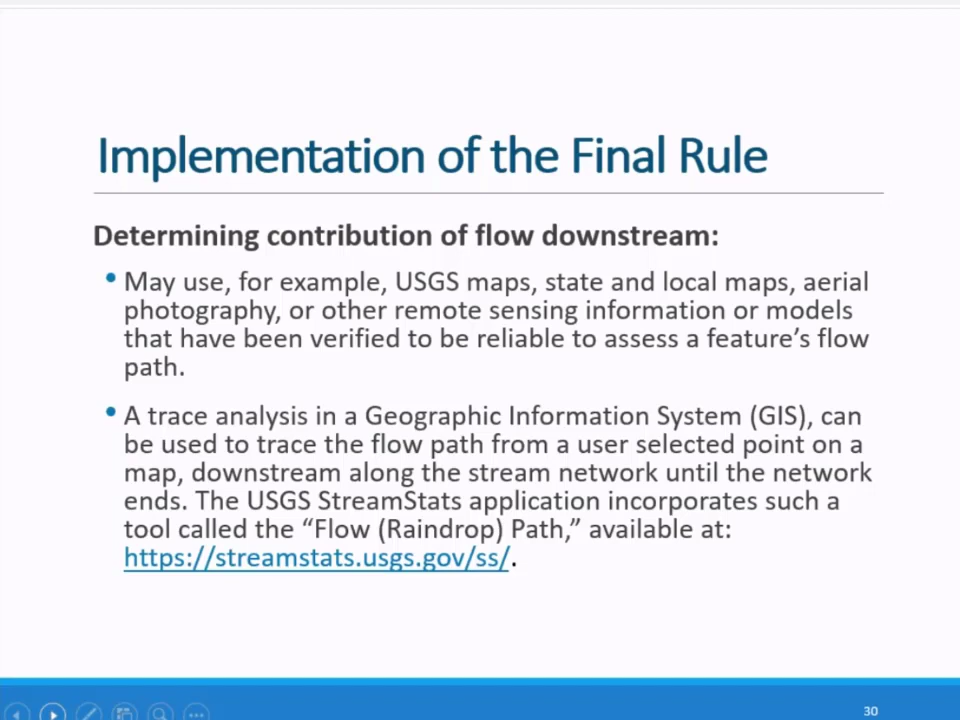 Implementation of the Final Rule
Determining contribution of flow downstream:
• May use, for example, USGS maps, state and local maps, aerial
photography, or other remote sensing information or models
that have been verified to be reliable to assess a feature’s flow
path.
• A trace analysis in a Geographic Information System (GIS), can
be used to trace the flow path from a user selected point on a
map, downstream along the stream network until the network
ends. The USGS StreamStats application incorporates such a
tool called the “Flow (Raindrop) Path,” available at:
https://streamstats.usgs.gov/ss/.
30